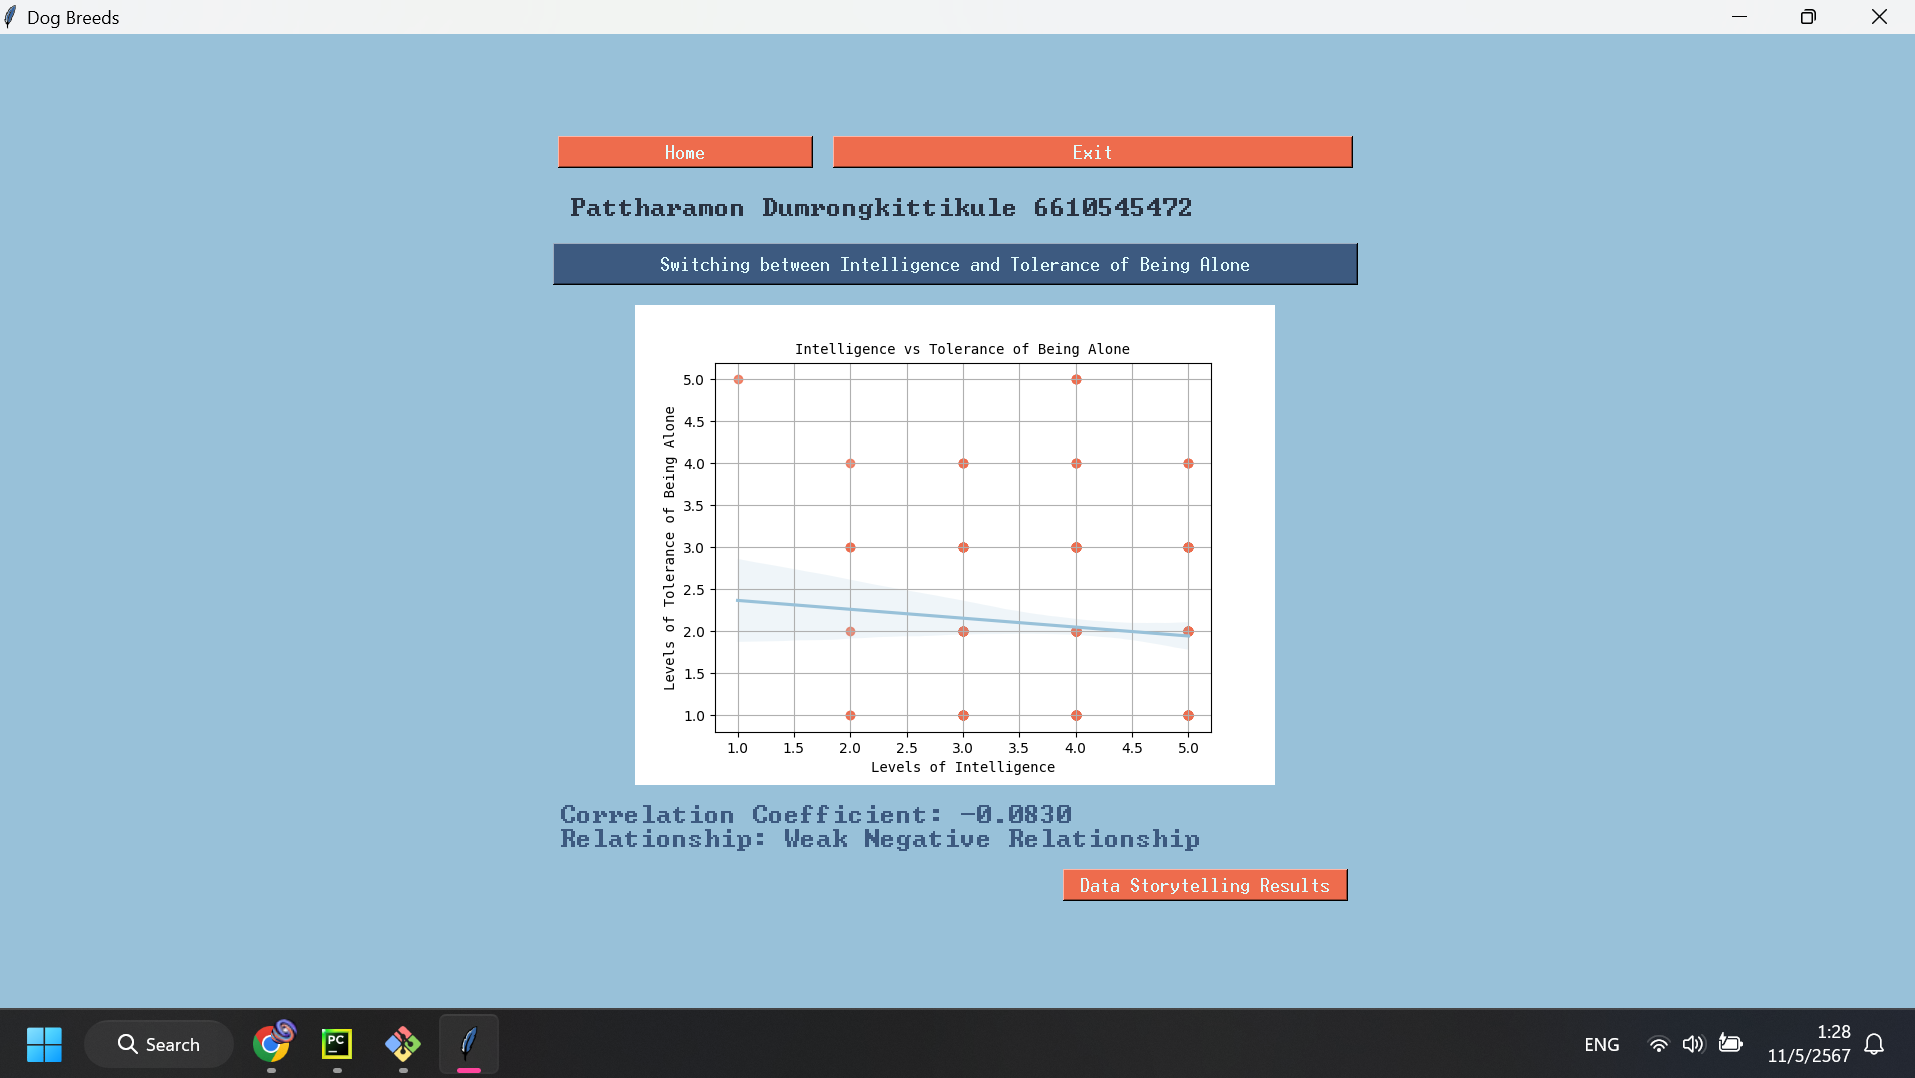 Dog Breeds
Home
Exit
Pattharamon Dumrongkittikule 6610545472
Switching between Intelligence and Tolerance of Being Alone
Intelligence vs Tolerance of Being Alone
Levels of Tolerance of Being Alone
5.0
4.5
4.0
3.5
3.0
2.5
2.0
1.5
1.0
1.0 1.5 2.0 2.5 3.0 3.5 4.0 4.5 5.0
Levels of Intelligence
Correlation Coefficient: -0.0830
Relationship: Weak Negative Relationship
Data Storytelling Results
Search
PC
ENG
1:28
11/5/2567